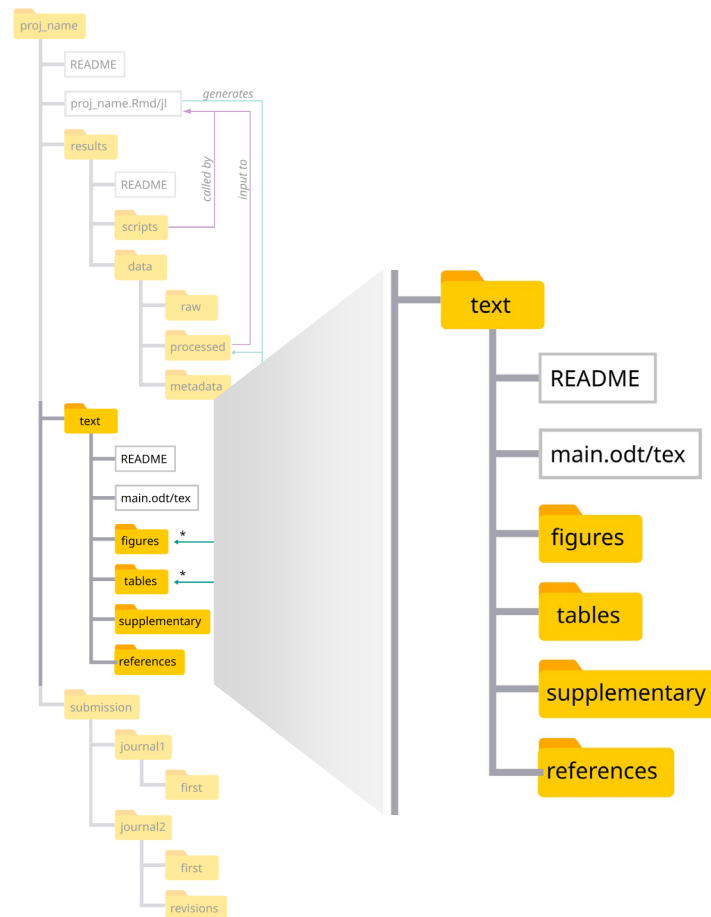 proj_name
README
proj_name.Rmd/jl
generates
results
called by
input to
README
scripts
data
raw
processed
metadata
text
README
main.odt/tex
figures
*
tables
*
supplementary
references
submission
journal1
first
journal2
first
revisions
text
README
main.odt/tex
figures
tables
supplementary
references